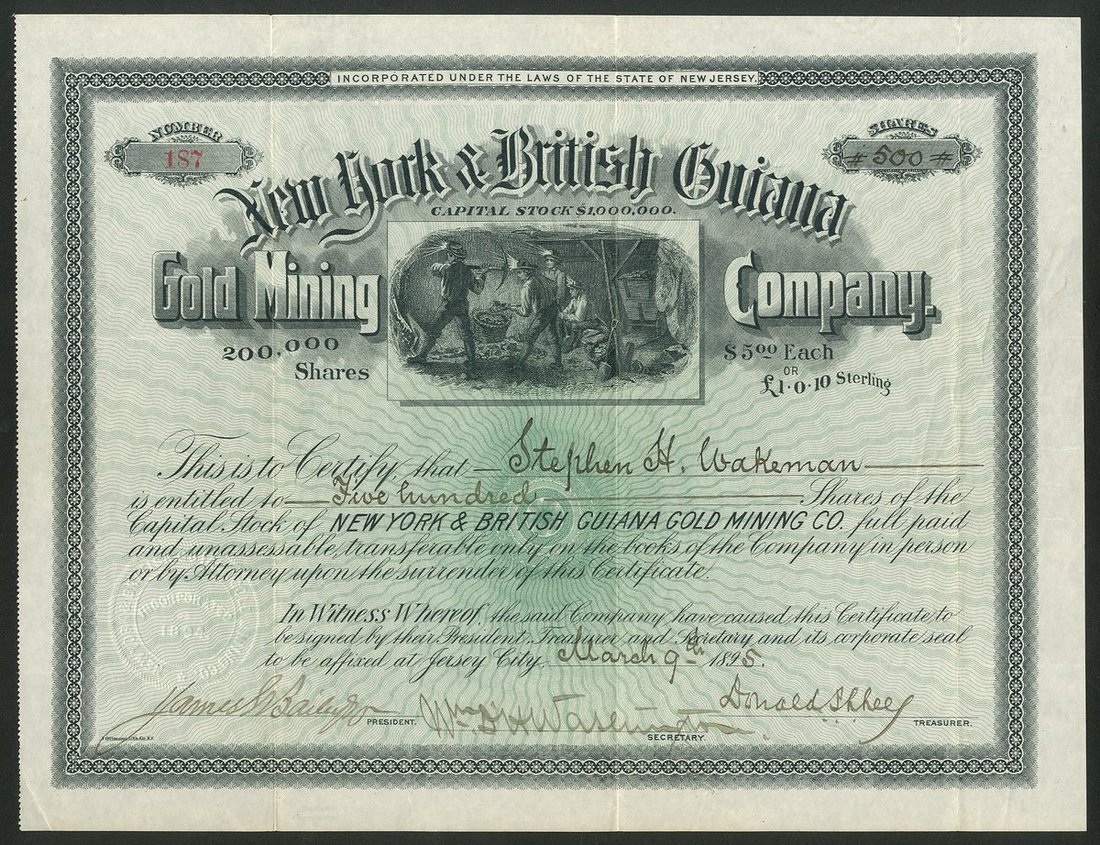 INCORPORATED UNDER THE LAWS OF THE STATE OF NEW JERSEY.
NUMBER
187
SHARES
# 500 #
New York & British Guiana
CAPITAL STOCK $1,000,000.
Gold Mining Company.
200,000 Shares
$5.00 Each
OR
£1·0·10 Sterling
This is to Certify that Stephen H. Wakeman
is entitled to Five hundred Shares of the
Capital Stock of NEW YORK & BRITISH GUIANA GOLD MINING CO. full paid
and unassessable, transferable only on the books of the Company in person
or by Attorney upon the surrender of this Certificate.
In Witness Whereof, the said Company have caused this Certificate to
be signed by their President, Treasurer and Secretary and its corporate seal
to be affixed at Jersey City, March 9th 1895.
James
PRESIDENT.
Wm Washington
SECRETARY.
Donald
TREASURER.
INCORPORATED